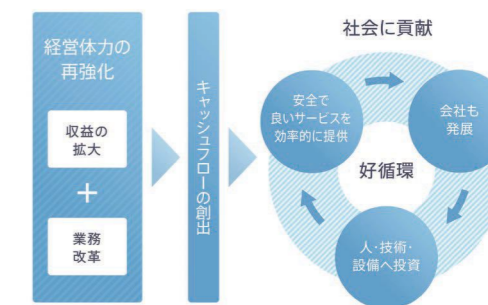 経営体力の
再強化
収益の
拡大
+
業務
改革
キャッシュフローの創出
社会に貢献
安全で
良いサービスを
効率的に提供
会社も
発展
好循環
人・技術・
設備へ投資